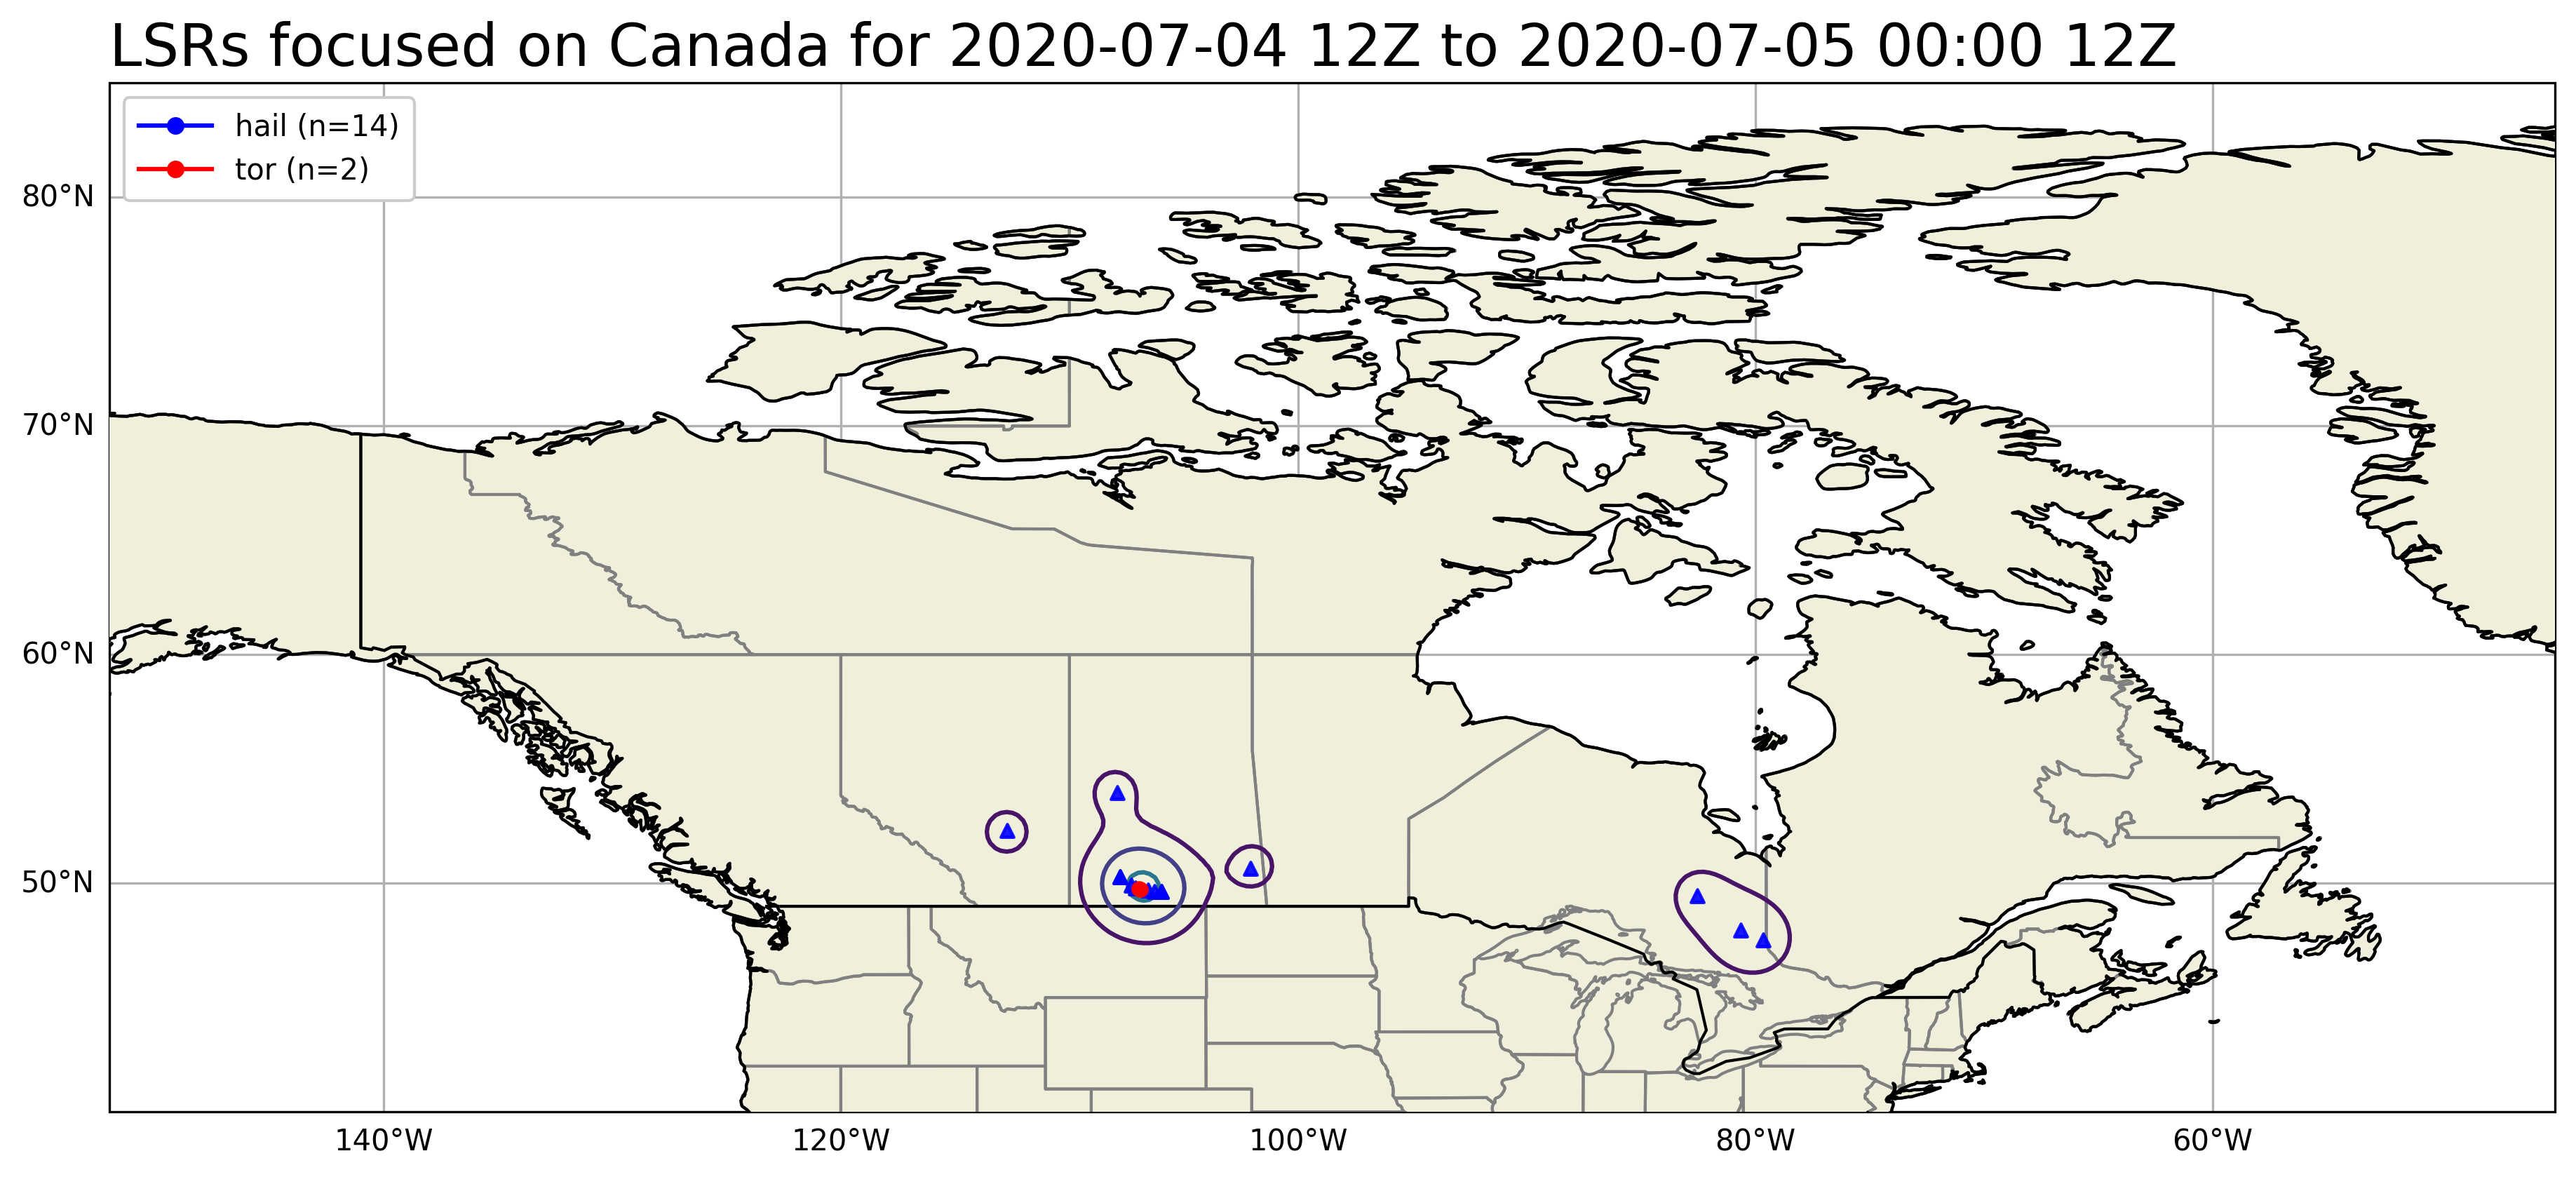 LSRs focused on Canada for 2020-07-04 12Z to 2020-07-05 00:00 12Z
hail (n=14)
tor (n=2)
80°N
70°N
60°N
50°N
140°W
120°W
100°W
80°W
60°W